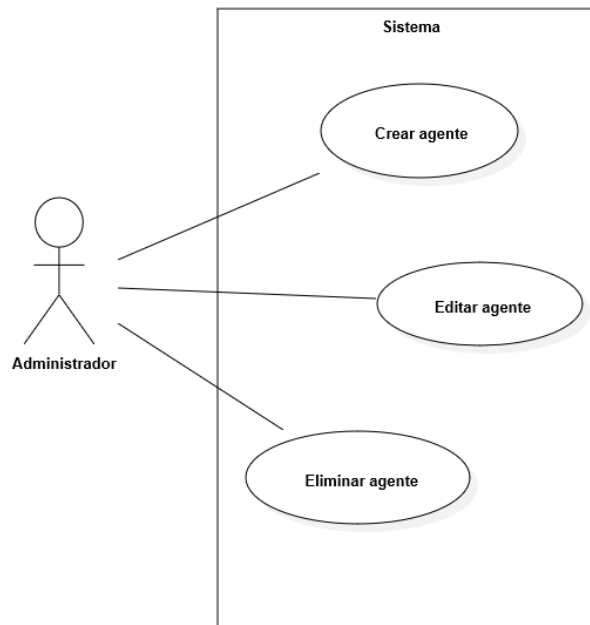 Sistema
Crear agente
Editar agente
Administrador
Eliminar agente